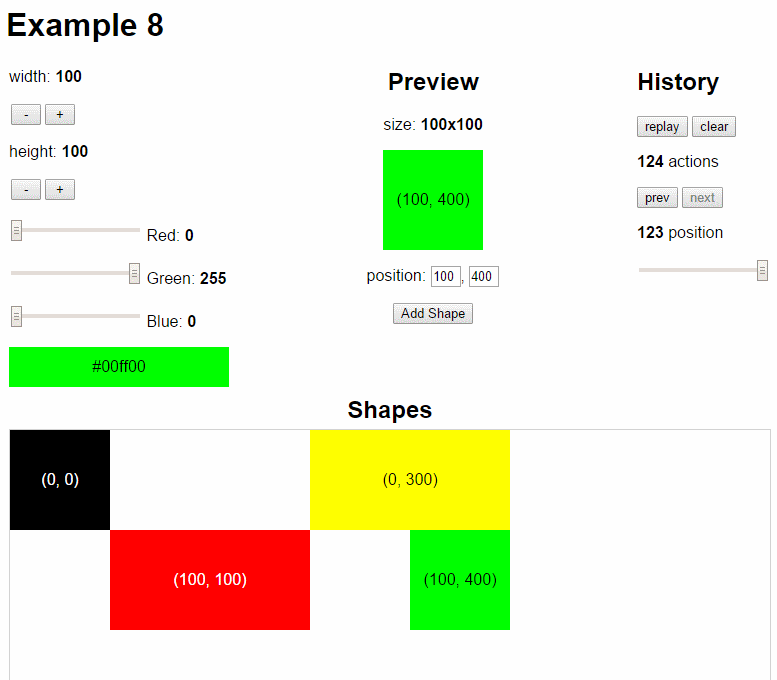 Example 8
width: 100
- +
height: 100
- +
Red: 0
Green: 255
Blue: 0
#00ff00
Preview
size: 100x100
(100, 400)
position: 100, 400
Add Shape
History
replay clear
124 actions
prev next
123 position
Shapes
(0, 0)
(0, 300)
(100, 100)
(100, 400)